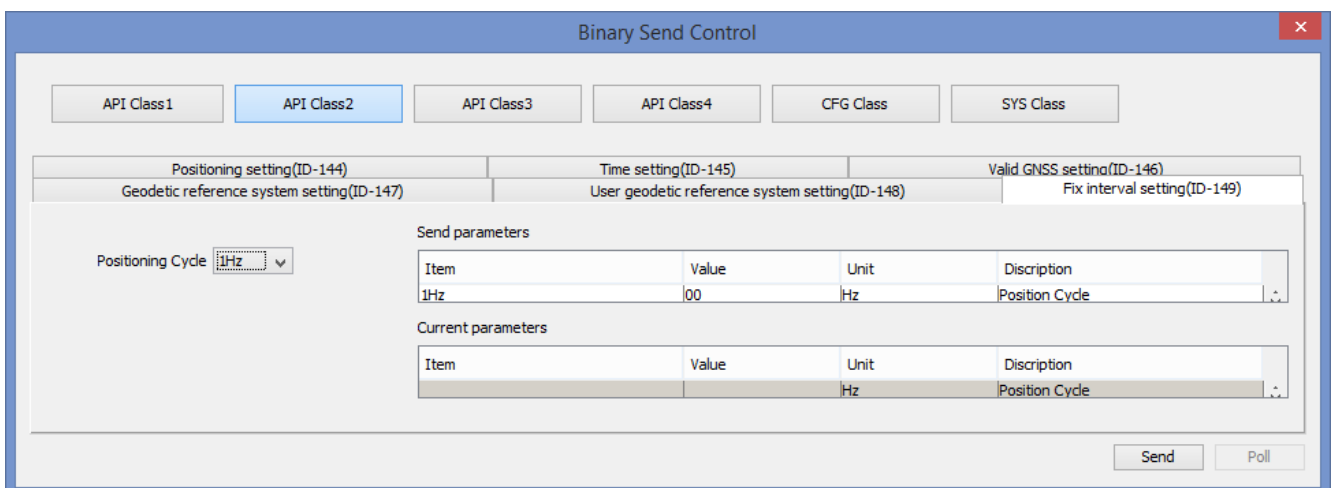 Binary Send Control
API Class1 API Class2 API Class3 API Class4 CFG Class SYS Class
Positioning setting(ID-144) Time setting(ID-145) Valid GNSS setting(ID-146)
Geodetic reference system setting(ID-147) User geodetic reference system setting(ID-148) Fix interval setting(ID-149)
Send parameters
Positioning Cycle 1Hz
Item Value Unit Discription
1Hz 00 Hz Position Cycle
Current parameters
Item Value Unit Discription
Hz Position Cycle
Send Poll